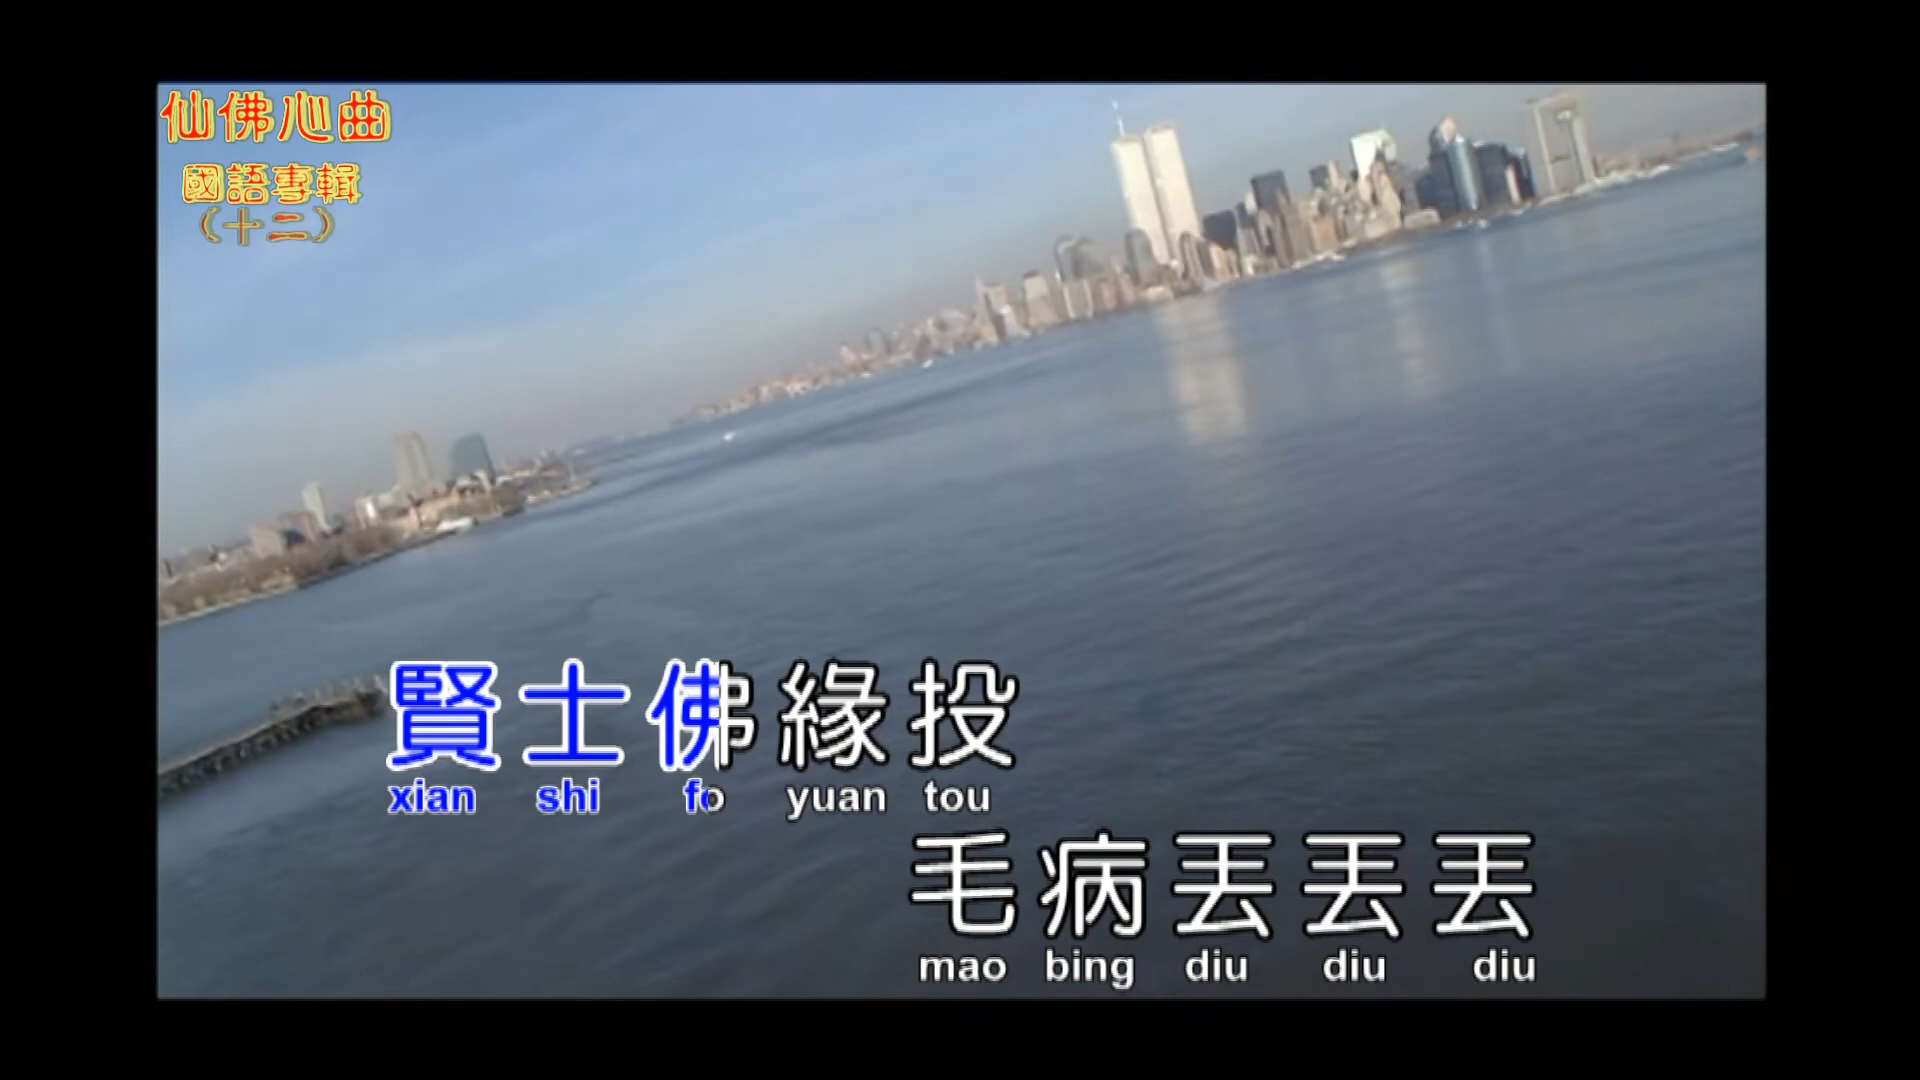 仙佛心曲
國語專輯
（十二）
賢士佛緣投
xian shi fo yuan tou
毛病丟丟丟
mao bing diu diu diu